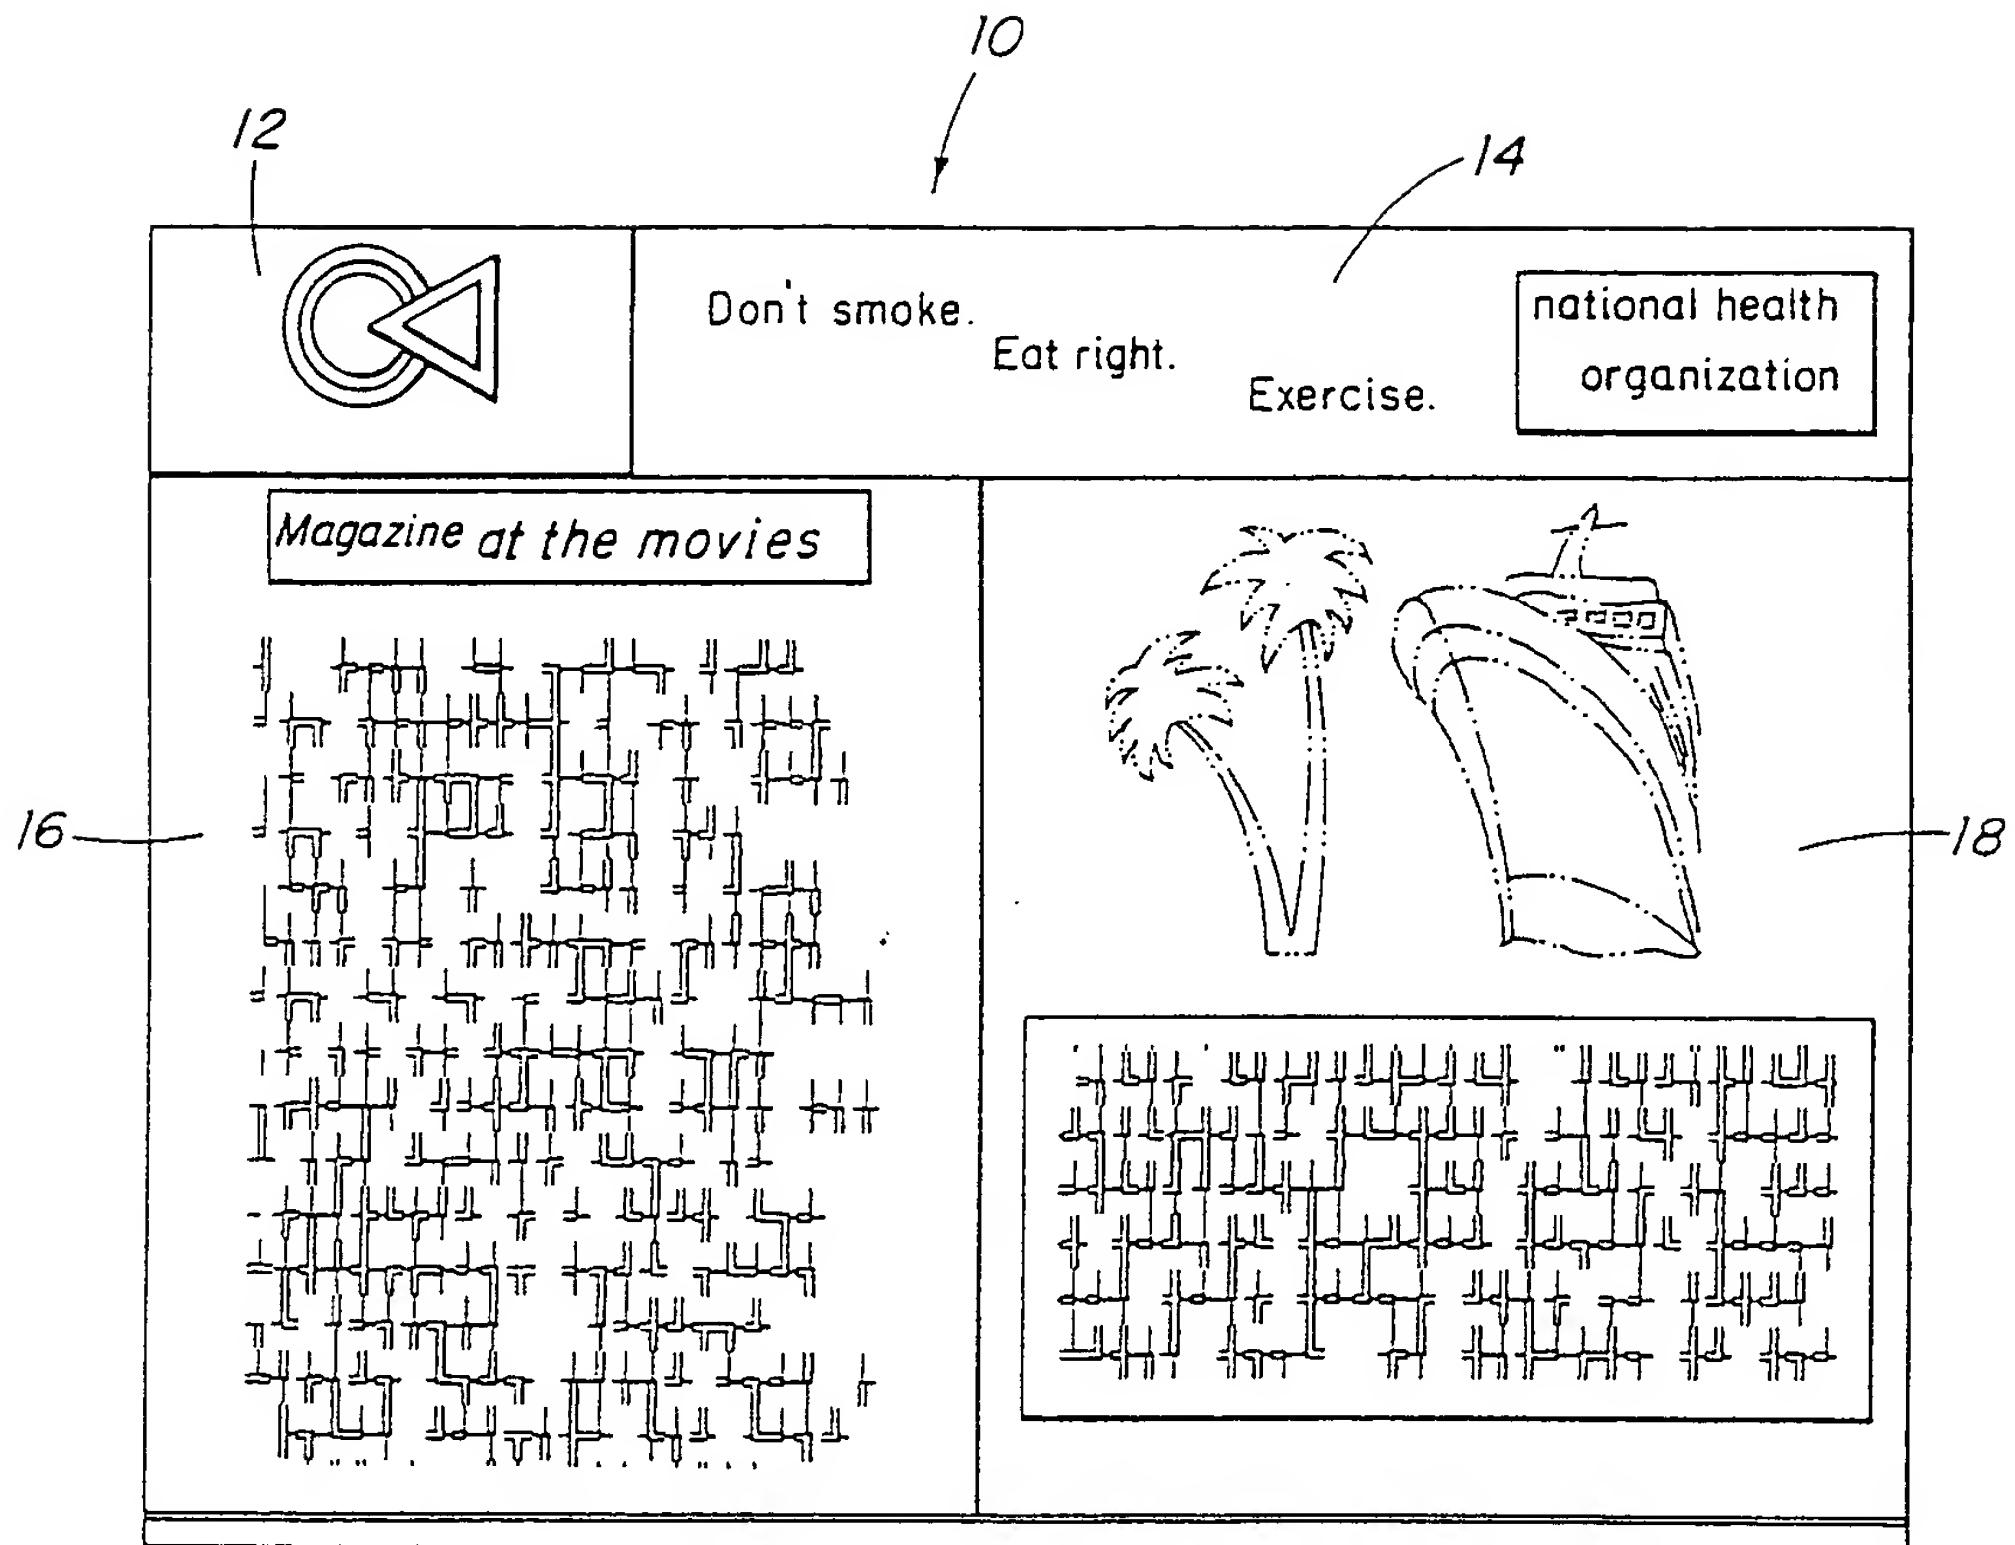 10
12
14
Don't smoke.
Eat right.
Exercise.
national health
organization
Magazine at the movies
16
18